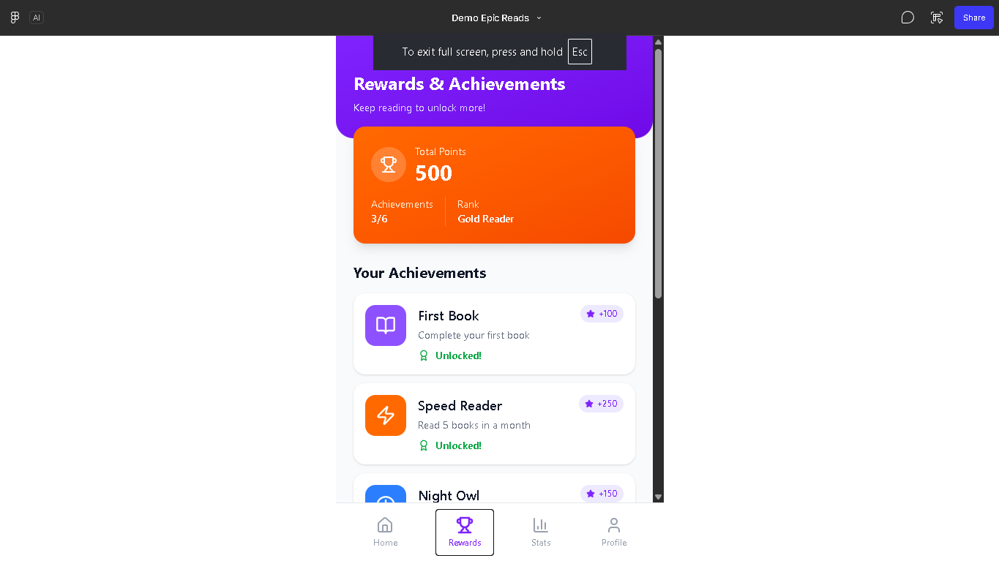 AI
Demo Epic Reads
Share
To exit full screen, press and hold Esc
Rewards & Achievements
Keep reading to unlock more!
Total Points
500
Achievements
3/6
Rank
Gold Reader
Your Achievements
First Book
+100
Complete your first book
Unlocked!
Speed Reader
+250
Read 5 books in a month
Unlocked!
Night Owl
+150
Home
Rewards
Stats
Profile